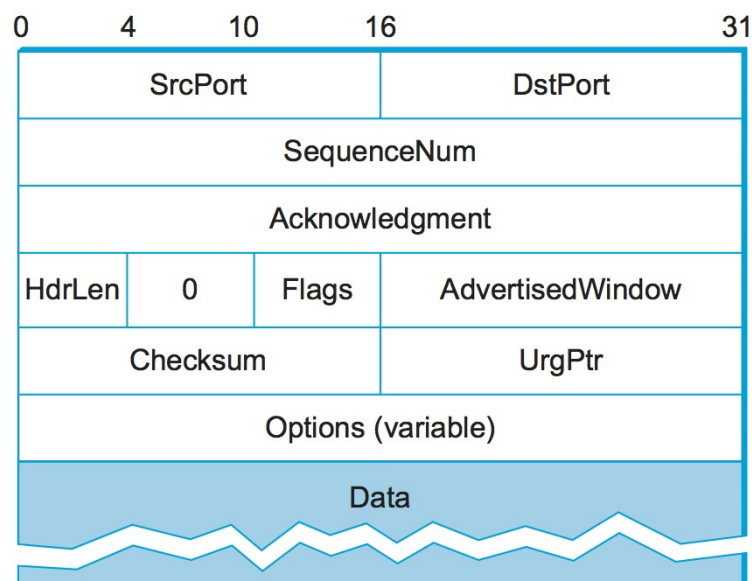 0 4 10 16 31
SrcPort DstPort
SequenceNum
Acknowledgment
HdrLen 0 Flags AdvertisedWindow
Checksum UrgPtr
Options (variable)
Data